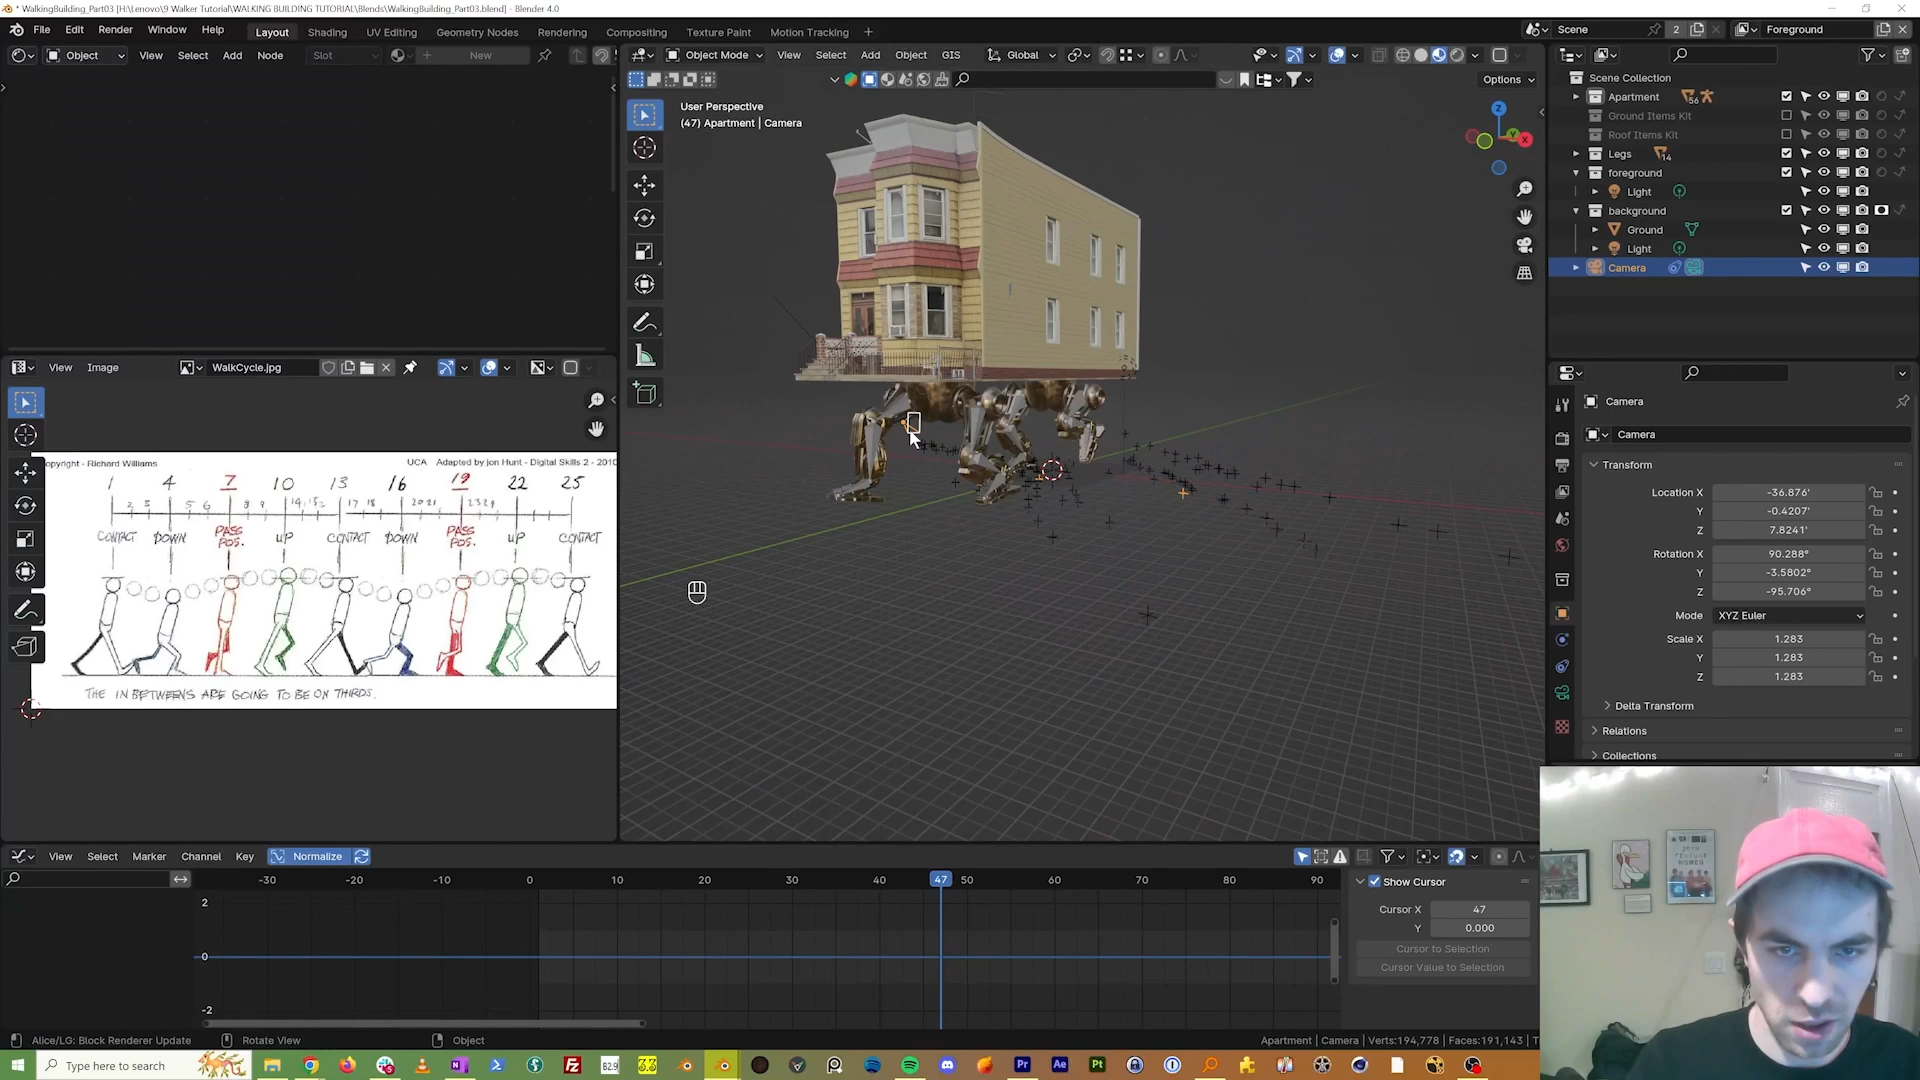 * WalkingBuilding_Part03 [H:\Lenovo\9 Walker Tutorial\WALKING BUILDING TUTORIAL\Blends\WalkingBuilding_Part03.blend] - Blender 4.0
File Edit Render Window Help Layout Shading UV Editing Geometry Nodes Rendering Compositing Texture Paint Motion Tracking + Scene 2 Foreground
Object View Select Add Node Slot New Object Mode View Select Add Object GIS Global
Options
Scene Collection
User Perspective
(47) Apartment | Camera
Apartment 56
Ground Items Kit
Roof Items Kit
Legs 14
foreground
Light
background
Ground
Light
Camera
Z
X
View Image WalkCycle.jpg
Camera
Camera
Transform
Location X -36.876'
Y -0.4207'
Z 7.8241'
Rotation X 90.288°
Y -3.5802°
Z -95.706°
Mode XYZ Euler
Scale X 1.283
Y 1.283
Z 1.283
Delta Transform
Relations
Collections
opyright - Richard Williams UCA Adapted by jon Hunt - Digital Skills 2 - 2010
1 4 7 10 13 16 19 22 25
CONTACT DOWN PASS POS. UP CONTACT DOWN PASS POS. UP CONTACT
THE INBETWEENS ARE GOING TO BE ON THIRDS.
View Select Marker Channel Key Normalize
-30 -20 -10 0 10 20 30 40 47 50 60 70 80 90
2
0
-2
Show Cursor
Cursor X 47
Y 0.000
Cursor to Selection
Cursor Value to Selection
Alice/LG: Block Renderer Update Rotate View Object Apartment | Camera | Verts:194,778 | Faces:191,143 | T
Type here to search